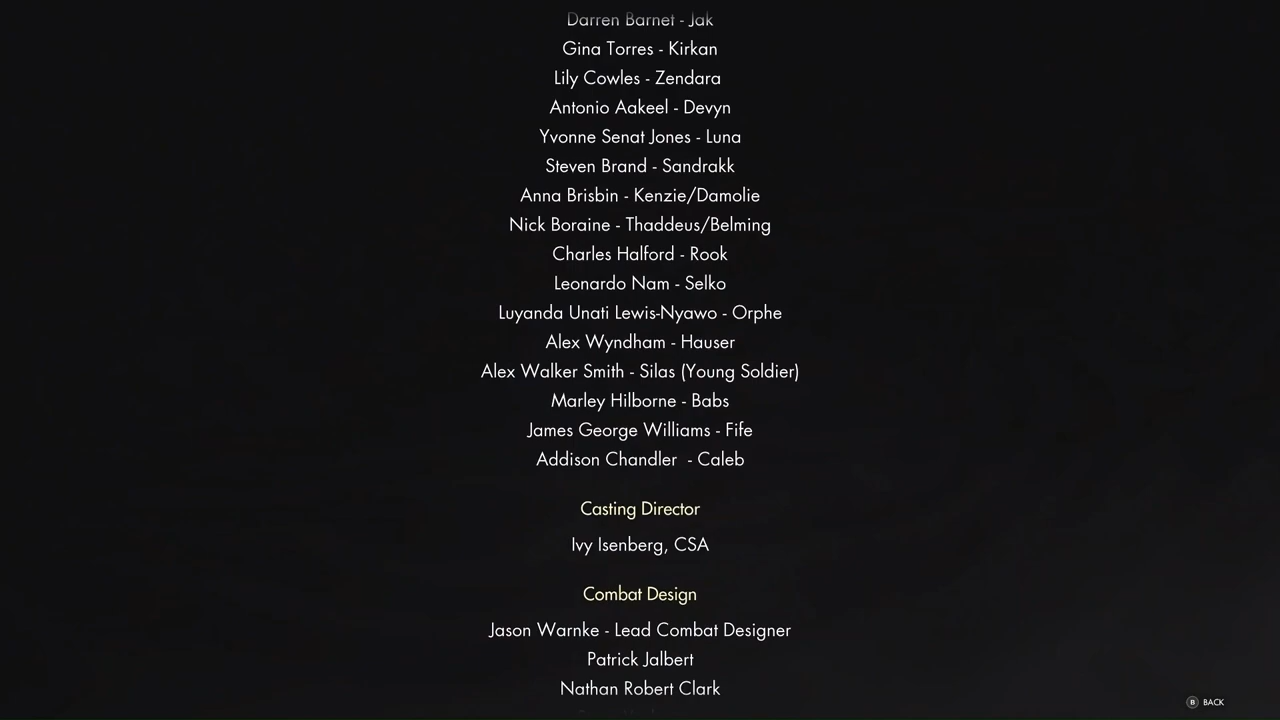 Darren Barnet - Jak
Gina Torres - Kirkan
Lily Cowles - Zendara
Antonio Aakeel - Devyn
Yvonne Senat Jones - Luna
Steven Brand - Sandrakk
Anna Brisbin - Kenzie/Damolie
Nick Boraine - Thaddeus/Belming
Charles Halford - Rook
Leonardo Nam - Selko
Luyanda Unati Lewis-Nyawo - Orphe
Alex Wyndham - Hauser
Alex Walker Smith - Silas (Young Soldier)
Marley Hilborne - Babs
James George Williams - Fife
Addison Chandler  - Caleb
Casting Director
Ivy Isenberg, CSA
Combat Design
Jason Warnke - Lead Combat Designer
Patrick Jalbert
Nathan Robert Clark
B BACK